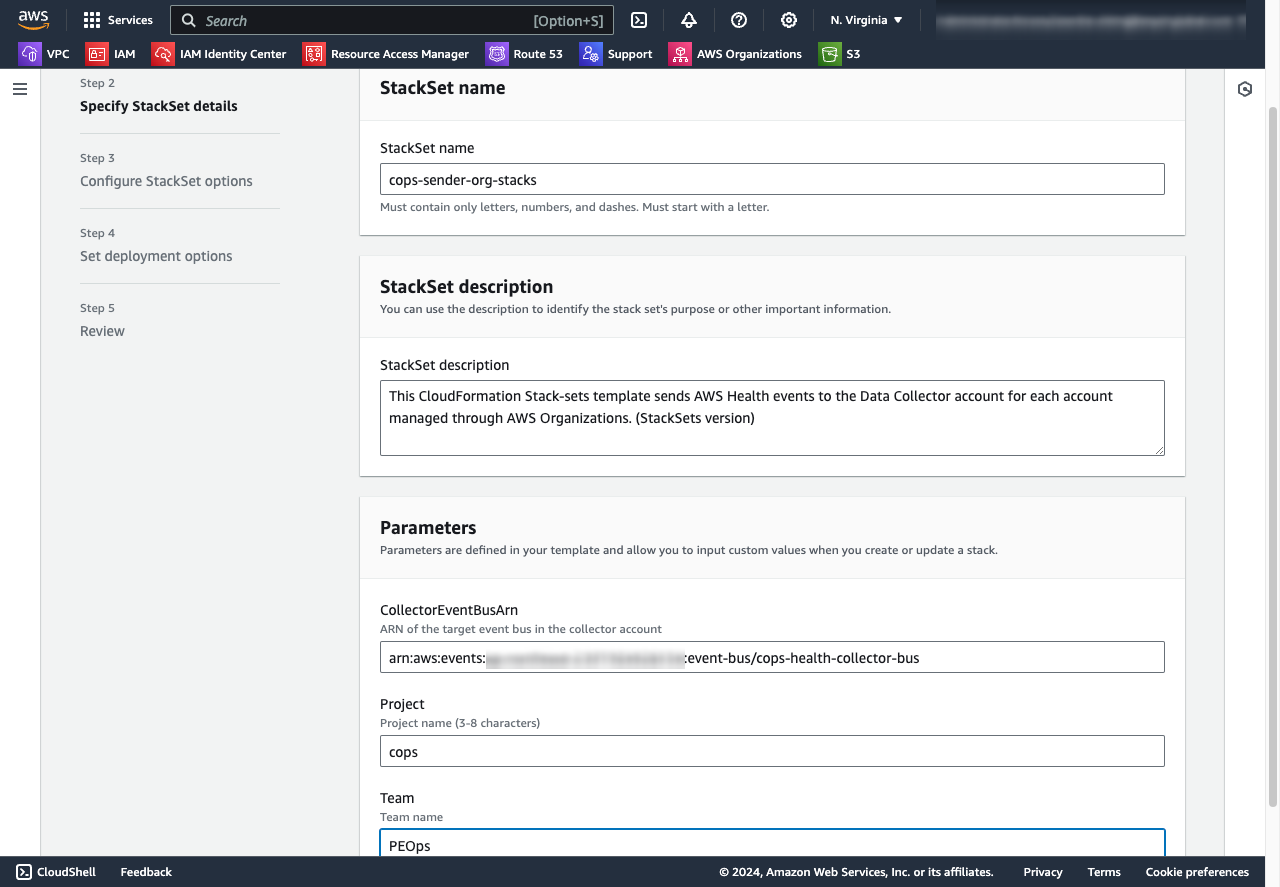 aws
Services
Search [Option+S]
N. Virginia
VPC
IAM
IAM Identity Center
Resource Access Manager
Route 53
Support
AWS Organizations
S3
Step 2
Specify StackSet details
Step 3
Configure StackSet options
Step 4
Set deployment options
Step 5
Review
StackSet name
StackSet name
cops-sender-org-stacks
Must contain only letters, numbers, and dashes. Must start with a letter.
StackSet description
You can use the description to identify the stack set's purpose or other important information.
StackSet description
This CloudFormation Stack-sets template sends AWS Health events to the Data Collector account for each account
managed through AWS Organizations. (StackSets version)
Parameters
Parameters are defined in your template and allow you to input custom values when you create or update a stack.
CollectorEventBusArn
ARN of the target event bus in the collector account
arn:aws:events: :event-bus/cops-health-collector-bus
Project
Project name (3-8 characters)
cops
Team
Team name
PEOps
CloudShell
Feedback
© 2024, Amazon Web Services, Inc. or its affiliates.
Privacy
Terms
Cookie preferences